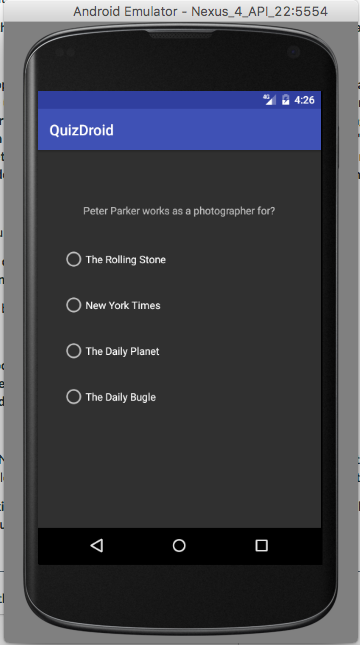 Android Emulator - Nexus_4_API_22:5554
4G 4:26
QuizDroid
Peter Parker works as a photographer for?
The Rolling Stone
New York Times
The Daily Planet
The Daily Bugle